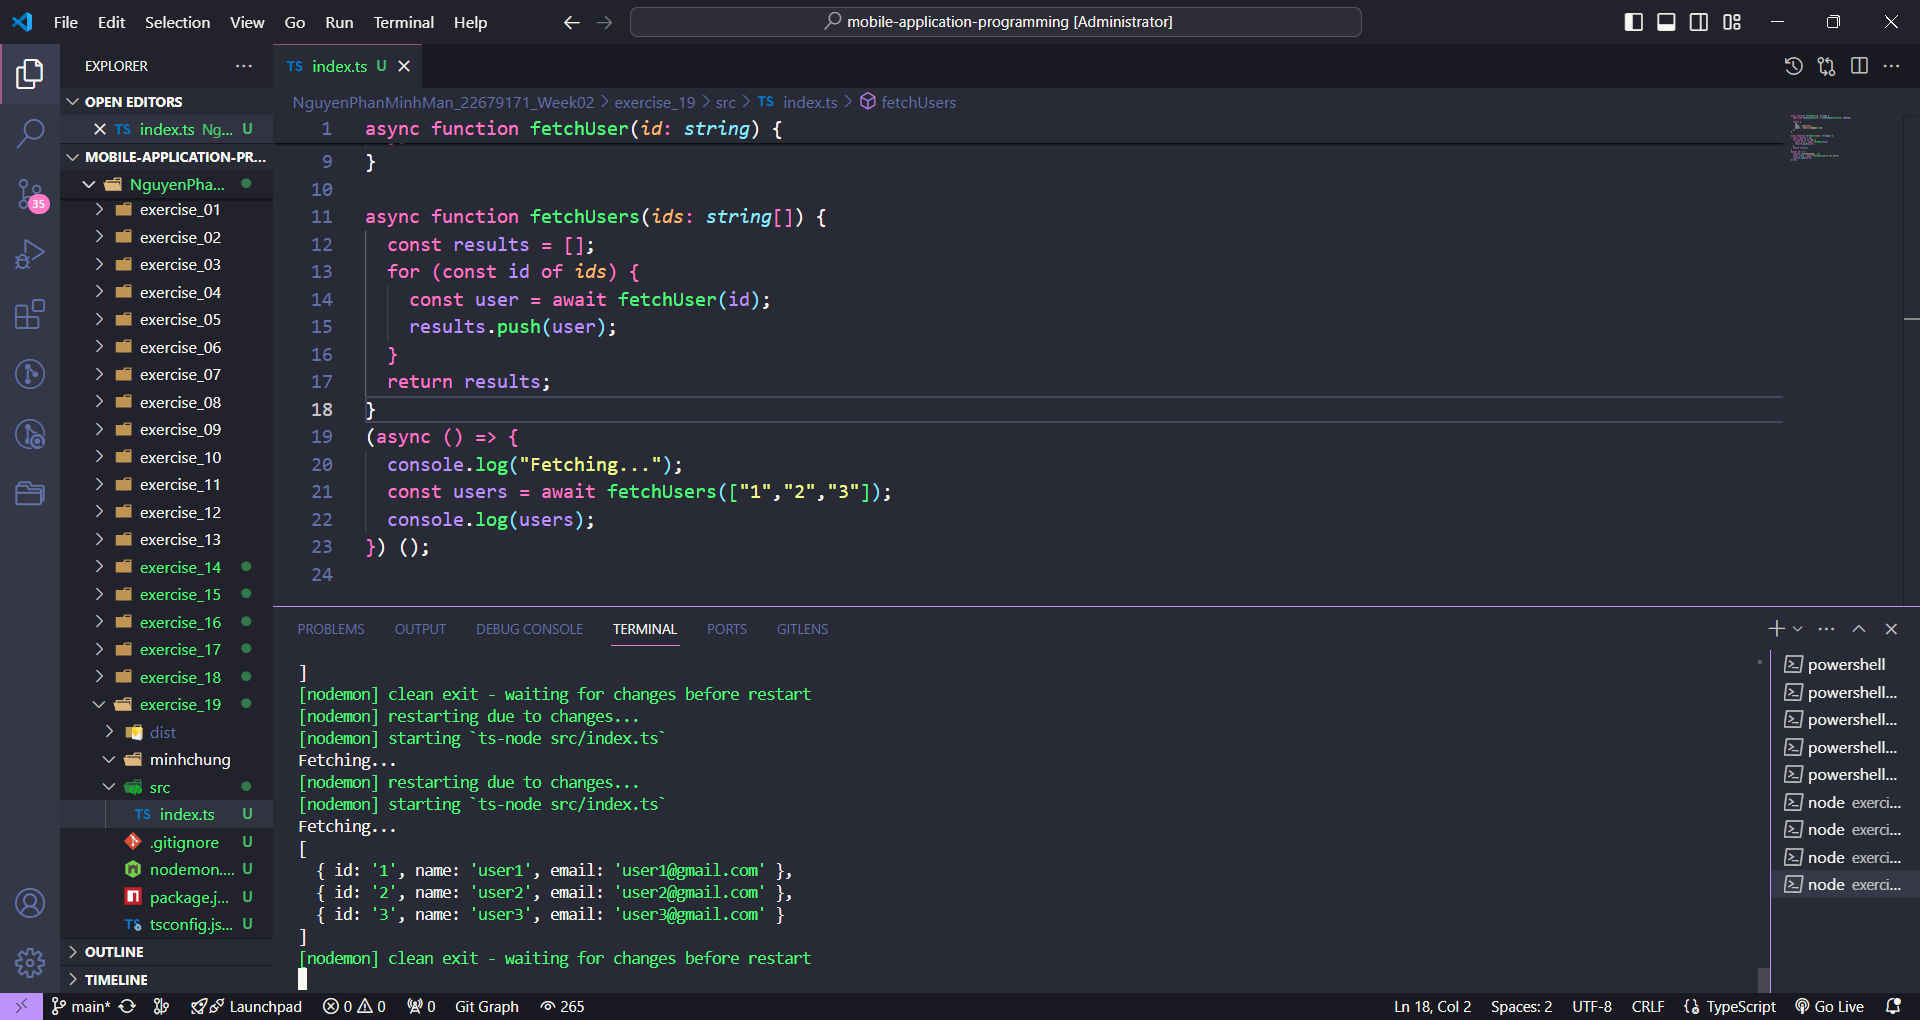 File Edit Selection View Go Run Terminal Help
mobile-application-programming [Administrator]
EXPLORER
TS index.ts U
OPEN EDITORS
TS index.ts Ng... U
MOBILE-APPLICATION-PR...
NguyenPha...
exercise_01
exercise_02
exercise_03
exercise_04
exercise_05
exercise_06
exercise_07
exercise_08
exercise_09
exercise_10
exercise_11
exercise_12
exercise_13
exercise_14
exercise_15
exercise_16
exercise_17
exercise_18
exercise_19
dist
minhchung
src
TS index.ts U
.gitignore U
nodemon.... U
package.j... U
TS tsconfig.js... U
OUTLINE
TIMELINE
35
NguyenPhanMinhMan_22679171_Week02 > exercise_19 > src > TS index.ts > fetchUsers
1 async function fetchUser(id: string) {
9 }
10
11 async function fetchUsers(ids: string[]) {
12 const results = [];
13 for (const id of ids) {
14 const user = await fetchUser(id);
15 results.push(user);
16 }
17 return results;
18 }
19 (async () => {
20 console.log("Fetching...");
21 const users = await fetchUsers(["1","2","3"]);
22 console.log(users);
23 }) ();
24
PROBLEMS OUTPUT DEBUG CONSOLE TERMINAL PORTS GITLENS
]
[nodemon] clean exit - waiting for changes before restart
[nodemon] restarting due to changes...
[nodemon] starting `ts-node src/index.ts`
Fetching...
[nodemon] restarting due to changes...
[nodemon] starting `ts-node src/index.ts`
Fetching...
[
{ id: '1', name: 'user1', email: 'user1@gmail.com' },
{ id: '2', name: 'user2', email: 'user2@gmail.com' },
{ id: '3', name: 'user3', email: 'user3@gmail.com' }
]
[nodemon] clean exit - waiting for changes before restart
powershell
powershell...
powershell...
powershell...
powershell...
node exerci...
node exerci...
node exerci...
node exerci...
main* Launchpad 0 0 0 Git Graph 265 Ln 18, Col 2 Spaces: 2 UTF-8 CRLF TypeScript Go Live